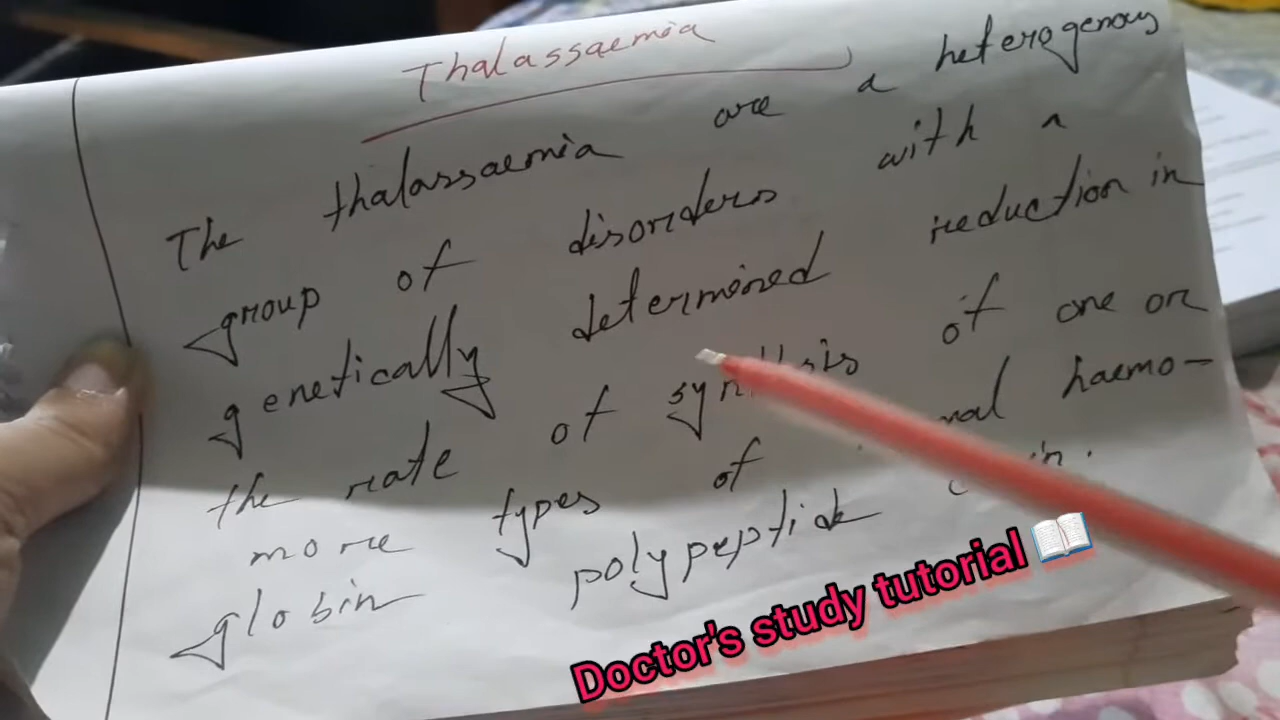 Thalassaemia
The thalassaemia are a heterogenous
group of disorders with a
genetically determined reduction in
the rate of synthesis of one or
more types of haemo-
globin polypeptide
Doctor's study tutorial 📖